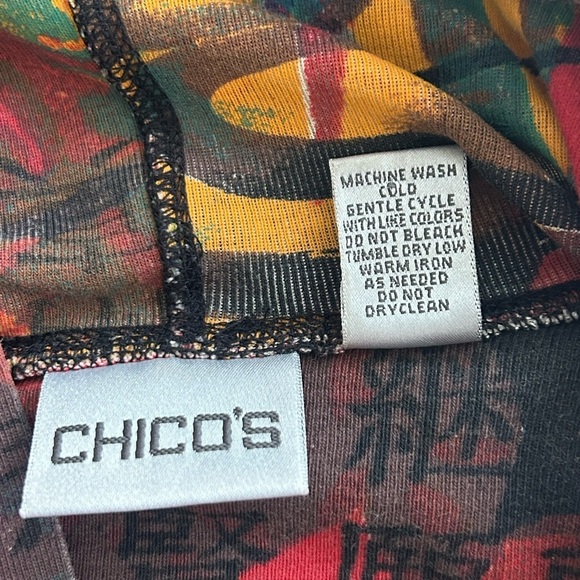 MACHINE WASH
COLD
GENTLE CYCLE
WITH LIKE COLORS
DO NOT BLEACH
TUMBLE DRY LOW
WARM IRON
AS NEEDED
DO NOT
DRYCLEAN
CHICO'S